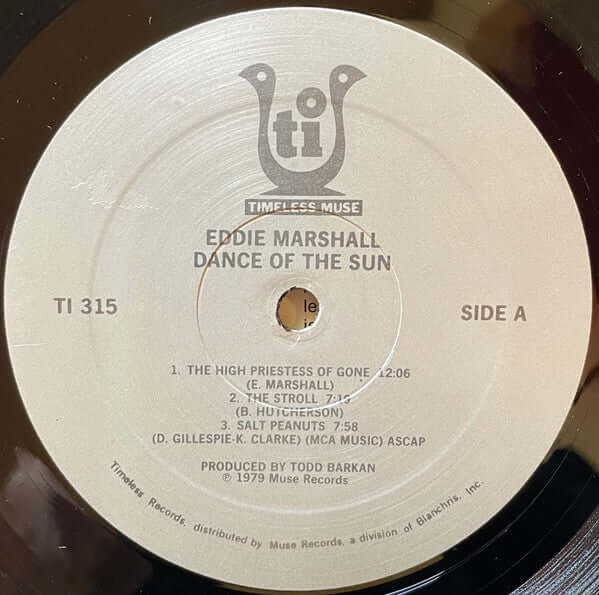 ti
TIMELESS MUSE
EDDIE MARSHALL
DANCE OF THE SUN
TI 315
SIDE A
1. THE HIGH PRIESTESS OF GONE 12:06
(E. MARSHALL)
2. THE STROLL 7:19
(B. HUTCHERSON)
3. SALT PEANUTS 7:58
(D. GILLESPIE-K. CLARKE) (MCA MUSIC) ASCAP
PRODUCED BY TODD BARKAN
℗ 1979 Muse Records
Timeless Records, distributed by Muse Records, a division of Blanchris, Inc.